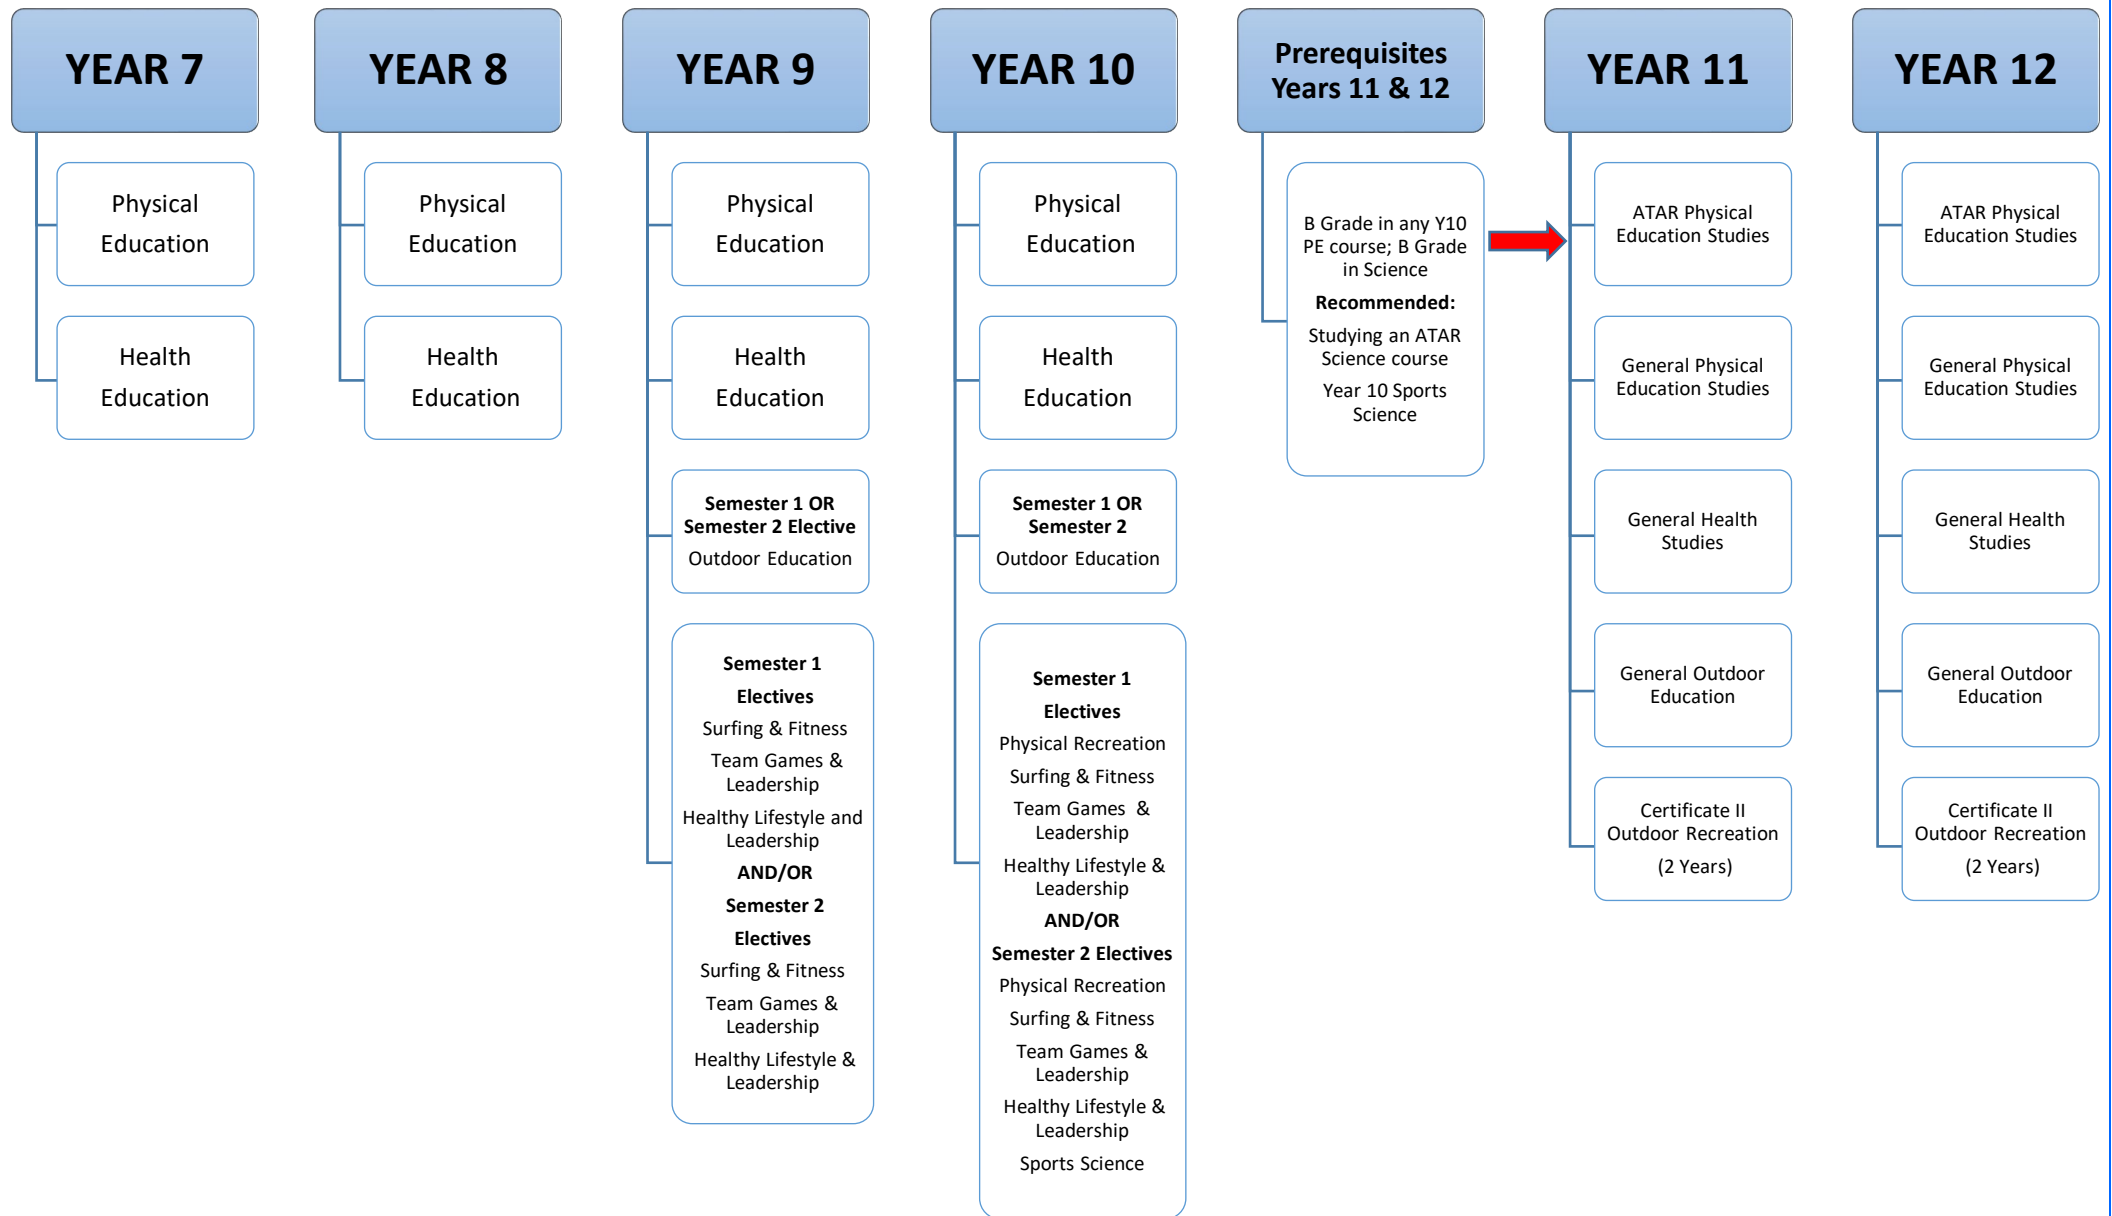 YEAR 7
Physical
Education
Health
Education
YEAR 8
Physical
Education
Health
Education
YEAR 9
Physical
Education
Health
Education
Semester 1 OR
Semester 2 Elective
Outdoor Education
Semester 1
Electives
Surfing & Fitness
Team Games &
Leadership
Healthy Lifestyle and
Leadership
AND/OR
Semester 2
Electives
Surfing & Fitness
Team Games &
Leadership
Healthy Lifestyle &
Leadership
YEAR 10
Physical
Education
Health
Education
Semester 1 OR
Semester 2
Outdoor Education
Semester 1
Electives
Physical Recreation
Surfing & Fitness
Team Games &
Leadership
Healthy Lifestyle &
Leadership
AND/OR
Semester 2 Electives
Physical Recreation
Surfing & Fitness
Team Games &
Leadership
Healthy Lifestyle &
Leadership
Sports Science
Prerequisites
Years 11 & 12
B Grade in any Y10
PE course; B Grade
in Science
Recommended:
Studying an ATAR
Science course
Year 10 Sports
Science
YEAR 11
ATAR Physical
Education Studies
General Physical
Education Studies
General Health
Studies
General Outdoor
Education
Certificate II
Outdoor Recreation
(2 Years)
YEAR 12
ATAR Physical
Education Studies
General Physical
Education Studies
General Health
Studies
General Outdoor
Education
Certificate II
Outdoor Recreation
(2 Years)